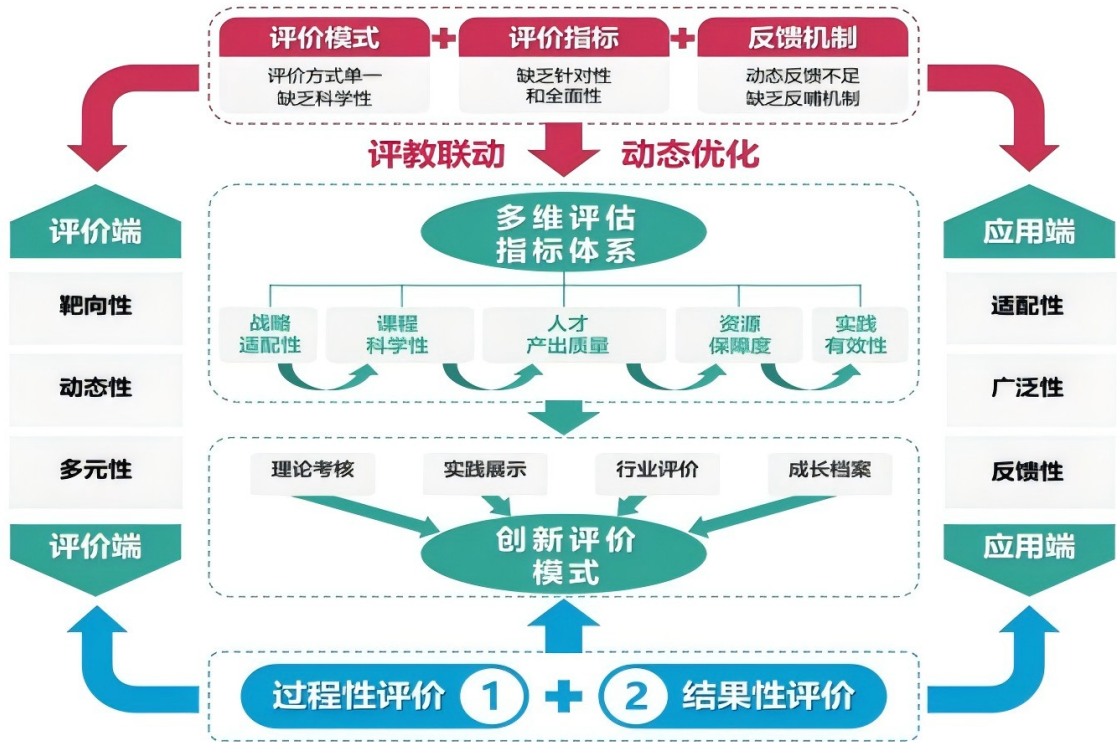 评价模式 + 评价指标 + 反馈机制
评价方式单一
缺乏科学性
缺乏针对性
和全面性
动态反馈不足
缺乏反哺机制
评教联动
动态优化
评价端
靶向性
动态性
多元性
评价端
多维评估
指标体系
战略
适配性
课程
科学性
人才
产出质量
资源
保障度
实践
有效性
理论考核
实践展示
行业评价
成长档案
创新评价
模式
应用端
适配性
广泛性
反馈性
应用端
过程性评价 1 + 2 结果性评价